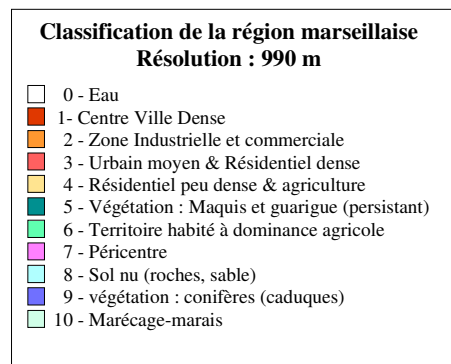 Classification de la région marseillaise
Résolution : 990 m
0 - Eau
1- Centre Ville Dense
2 - Zone Industrielle et commerciale
3 - Urbain moyen & Résidentiel dense
4 - Résidentiel peu dense & agriculture
5 - Végétation : Maquis et guarigue (persistant)
6 - Territoire habité à dominance agricole
7 - Péricentre
8 - Sol nu (roches, sable)
9 - végétation : conifères (caduques)
10 - Marécage-marais